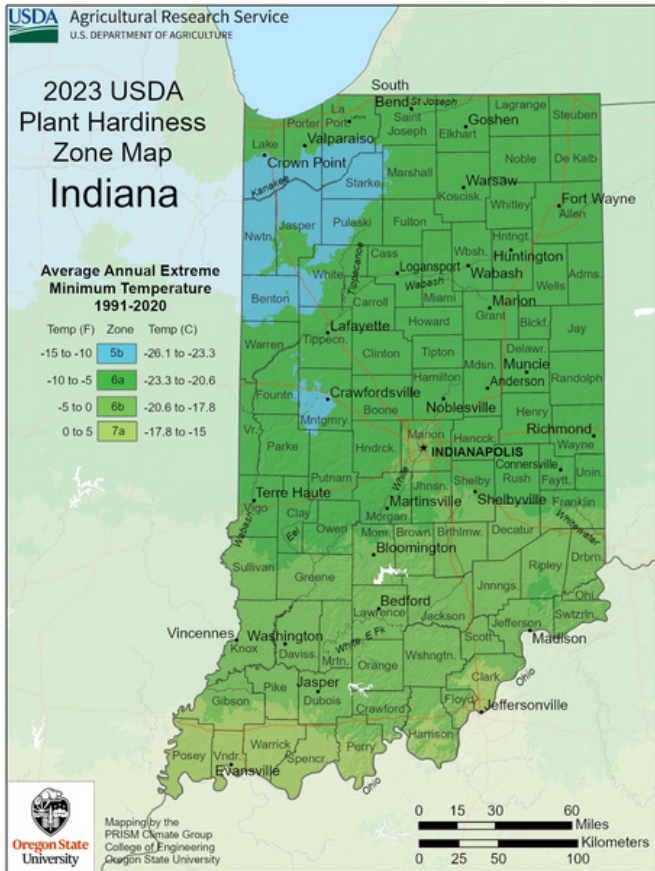 USDA
Agricultural Research Service
U.S. DEPARTMENT OF AGRICULTURE
2023 USDA
Plant Hardiness
Zone Map
Indiana
Average Annual Extreme
Minimum Temperature
1991-2020
Temp (F) Zone Temp (C)
-15 to -10 5b -26.1 to -23.3
-10 to -5 6a -23.3 to -20.6
-5 to 0 6b -20.6 to -17.8
0 to 5 7a -17.8 to -15
South
Bend
St Joseph
La
Port.
Porter
Lake
Valparaiso
Crown Point
Saint
Joseph
Elkhart
Goshen
Lagrange
Steuben
Noble
De Kalb
Kankee
Starke
Marshall
Warsaw
Koscisk.
Whitley
Fort Wayne
Allen
Nwtn.
Jasper
Pulaski
Fulton
Hntngt.
Huntington
Wbsh.
Wabash
Cass
Logansport
Wabash
Miami
White
Tippecanoe
Benton
Carroll
Wells
Adms.
Marion
Grant
Blckf.
Jay
Howard
Lafayette
Tippecn.
Warren
Clinton
Tipton
Mdsn.
Delawr.
Muncie
Anderson
Randolph
Fountn.
Crawfordsville
Mntgmry.
Boone
Hamilton
Noblesville
Henry
Richmond
Wayne
Vr.
Parke
Hndrck.
Marion
INDIANAPOLIS
Hancock
Connersville
Rush
Faytt.
Unin.
Putnam
White
Jhnsn.
Shelby
Shelbyville
Franklin
Terre Haute
Vigo
Clay
Owen
Morgan
Martinsville
Whitewater
Wabash
Eel
Monr.
Brown
Brthlmw.
Decatur
Bloomington
Ripley
Drbrn.
Sullivan
Greene
Bedford
Lawrence
Jackson
Jnnngs.
Ohi.
Swtzrln.
Jefferson
Madison
Vincennes
Knox
Washington
Daviss.
Mrtn.
White, E Fk
Orange
Wshngtn.
Scott
Clark
Ohio
Pike
Jasper
Dubois
Gibson
Crawford
Floyd
Jeffersonville
Harrison
Posey
Vndr.
Warrick
Spencr.
Perry
Evansville
Ohio
Oregon State
University
Mapping by the
PRISM Climate Group
College of Engineering
Oregon State University
0 15 30 60
Miles
Kilometers
0 25 50 100